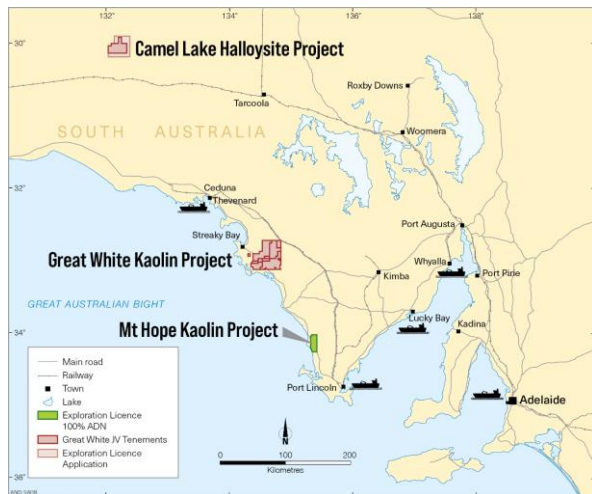 132°
134°
136°
138°
30°
Camel Lake Halloysite Project
Roxby Downs
Tarcoola
SOUTH AUSTRALIA
Woomera
32°
Ceduna
Thevenard
Streaky Bay
Port Augusta
Great White Kaolin Project
Whyalla
Kimba
Port Pirie
GREAT AUSTRALIAN BIGHT
Lucky Bay
34°
Mt Hope Kaolin Project
Kadina
Main road
Railway
Town
Lake
Exploration Licence
100% ADN
Great White JV Tenements
Exploration Licence
Application
Port Lincoln
Adelaide
N
0
100
200
Kilometres
36°